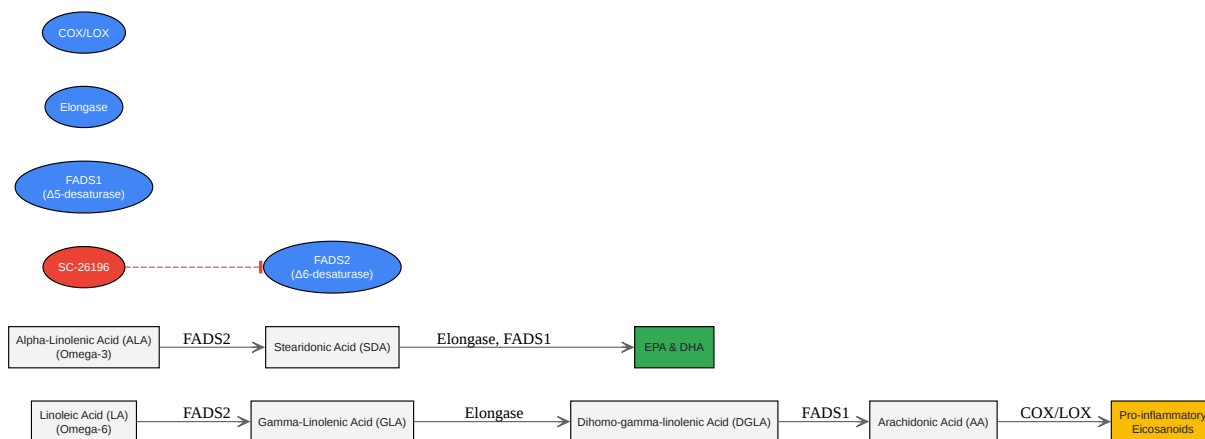 COX/LOX
Elongase
FADS1
(Δ5-desaturase)
SC-26196
FADS2
(Δ6-desaturase)
Alpha-Linolenic Acid (ALA)
(Omega-3)
FADS2
Stearidonic Acid (SDA)
Elongase, FADS1
EPA & DHA
Linoleic Acid (LA)
(Omega-6)
FADS2
Gamma-Linolenic Acid (GLA)
Elongase
Dihomo-gamma-linolenic Acid (DGLA)
FADS1
Arachidonic Acid (AA)
COX/LOX
Pro-inflammatory
Eicosanoids